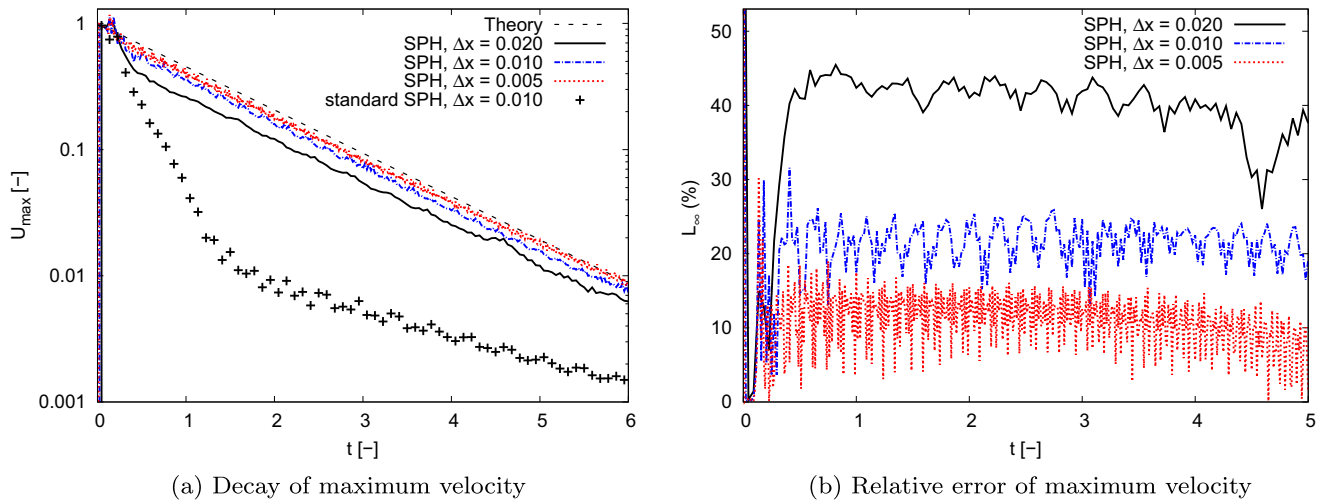 1
0.1
0.01
0.001
U_max [−]
0 1 2 3 4 5 6
t [−]
Theory
SPH, Δx = 0.020
SPH, Δx = 0.010
SPH, Δx = 0.005
standard SPH, Δx = 0.010
(a) Decay of maximum velocity
50
40
30
20
10
0
L_∞ (%)
0 1 2 3 4 5
t [−]
SPH, Δx = 0.020
SPH, Δx = 0.010
SPH, Δx = 0.005
(b) Relative error of maximum velocity